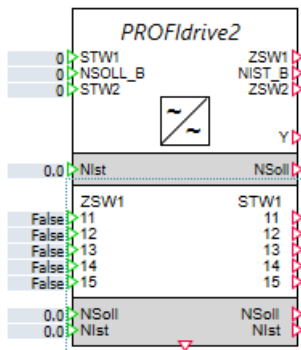 PROFIdrive2
0 STW1 ZSW1
0 NSOLL_B NIST_B
0 STW2 ZSW2
~
~
Y
0.0 NIst NSoll
ZSW1 STW1
False 11 11
False 12 12
False 13 13
False 14 14
False 15 15
0.0 NSoll NSoll
0.0 NIst NIst